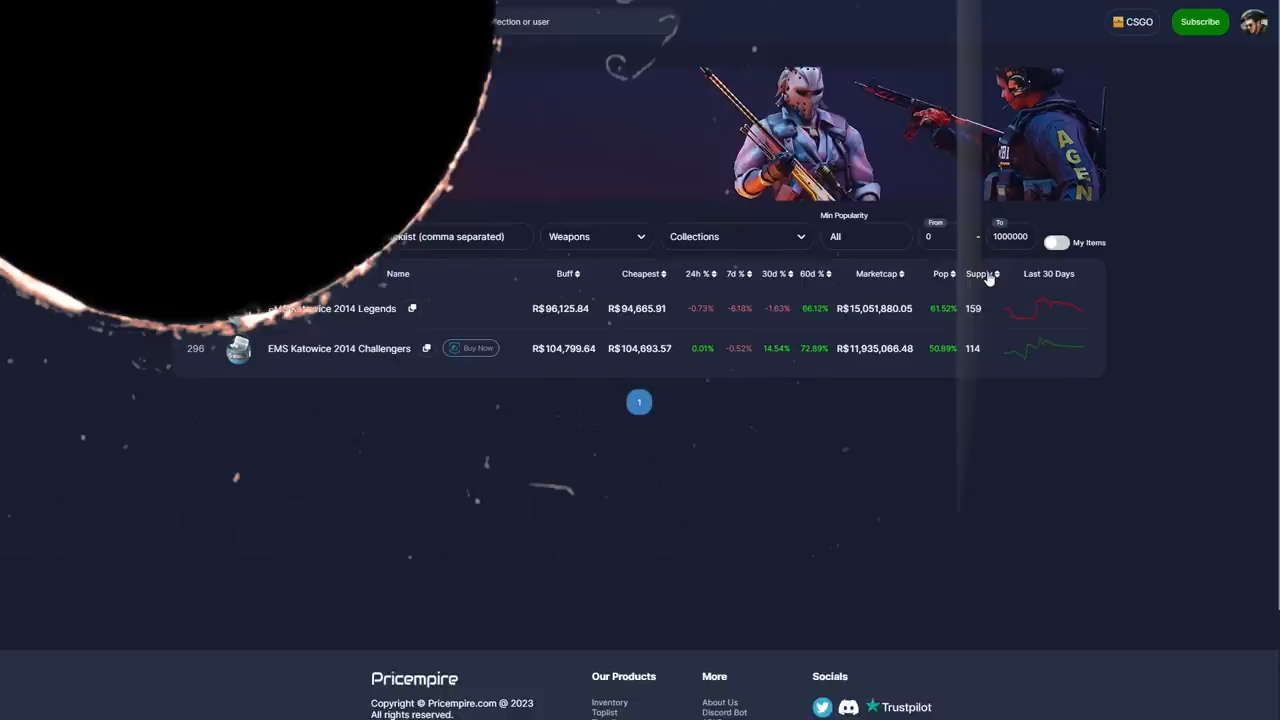 ection or user
CSGO
Subscribe
AGEN
Min Popularity
klist (comma separated)
Weapons
Collections
All
From
0
-
To
1000000
My Items
Name Buff Cheapest 24h % 7d % 30d % 60d % Marketcap Pop Supply Last 30 Days
EMS Katowice 2014 Legends R$96,125.84 R$94,665.91 -0.73% -6.18% -1.63% 66.12% R$15,051,880.05 61.52% 159
296 EMS Katowice 2014 Challengers Buy Now R$104,799.64 R$104,693.57 0.01% -0.52% 14.54% 72.89% R$11,935,066.48 50.89% 114
1
Pricempire
Copyright © Pricempire.com @ 2023
All rights reserved.
Our Products
Inventory
Toplist
More
About Us
Discord Bot
Socials
Trustpilot